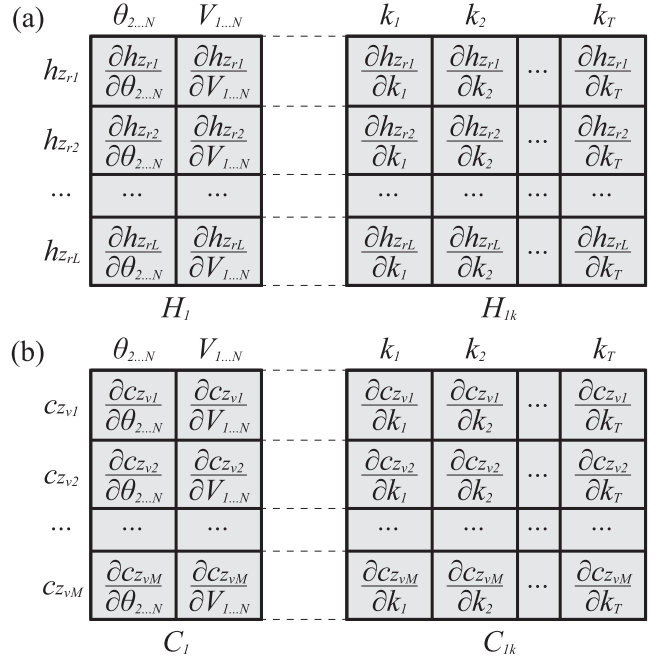 (a) θ2...N V1...N k1 k2 kT
hzr1 ∂hzr1/∂θ2...N ∂hzr1/∂V1...N ∂hzr1/∂k1 ∂hzr1/∂k2 ... ∂hzr1/∂kT
hzr2 ∂hzr2/∂θ2...N ∂hzr2/∂V1...N ∂hzr2/∂k1 ∂hzr2/∂k2 ... ∂hzr2/∂kT
... ... ... ... ... ... ...
hzrL ∂hzrL/∂θ2...N ∂hzrL/∂V1...N ∂hzrL/∂k1 ∂hzrL/∂k2 ... ∂hzrL/∂kT
H1 H1k
(b) θ2...N V1...N k1 k2 kT
czv1 ∂czv1/∂θ2...N ∂czv1/∂V1...N ∂czv1/∂k1 ∂czv1/∂k2 ... ∂czv1/∂kT
czv2 ∂czv2/∂θ2...N ∂czv2/∂V1...N ∂czv2/∂k1 ∂czv2/∂k2 ... ∂czv2/∂kT
... ... ... ... ... ... ...
czvM ∂czvM/∂θ2...N ∂czvM/∂V1...N ∂czvM/∂k1 ∂czvM/∂k2 ... ∂czvM/∂kT
C1 C1k